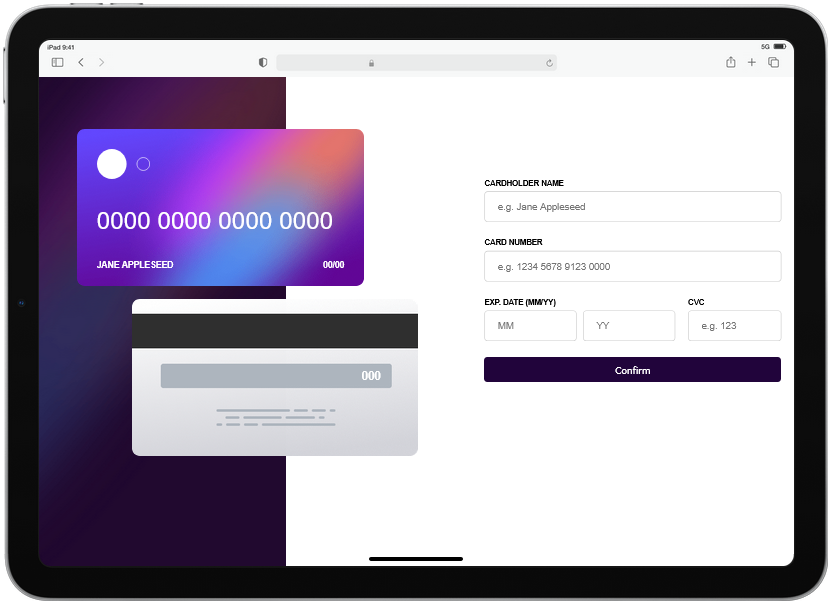 iPad 9:41
5G
0000 0000 0000 0000
JANE APPLESEED 00/00
000
CARDHOLDER NAME
e.g. Jane Appleseed
CARD NUMBER
e.g. 1234 5678 9123 0000
EXP. DATE (MM/YY) CVC
MM YY e.g. 123
Confirm